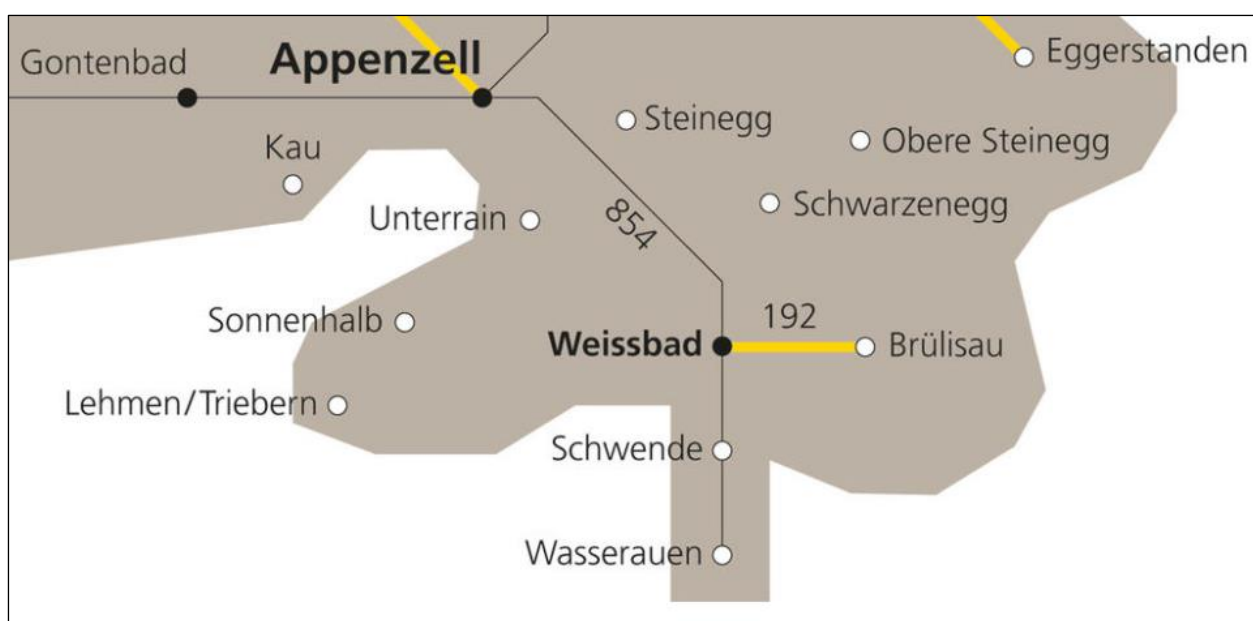 Eggerstanden
Gontenbad
Appenzell
Steinegg
Obere Steinegg
Kau
Schwarzenegg
Unterrain
854
Sonnenhalb
192
Weissbad
Brülisau
Lehmen/Triebern
Schwende
Wasserauen